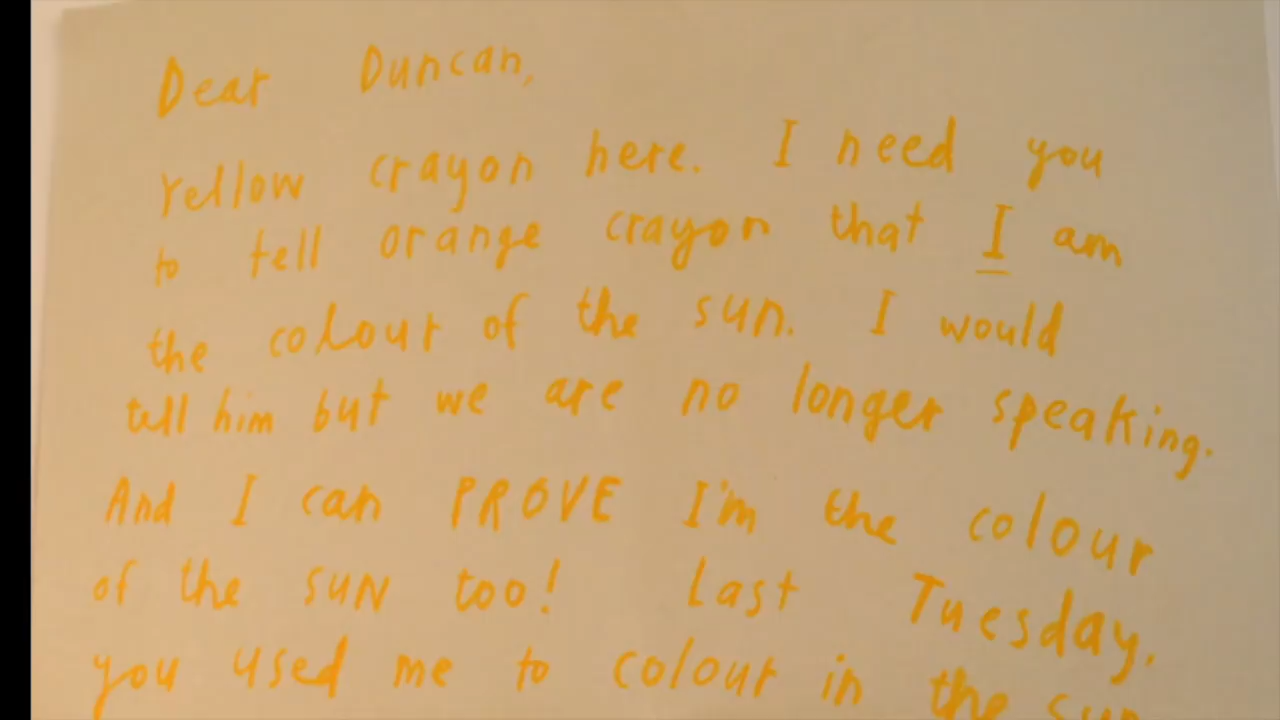 Dear Duncan,
Yellow crayon here. I need you
to tell orange crayon that I am
the colour of the sun. I would
tell him but we are no longer speaking.
And I can PROVE I'm the colour
of the sun too! Last Tuesday,
you used me to colour in the sun